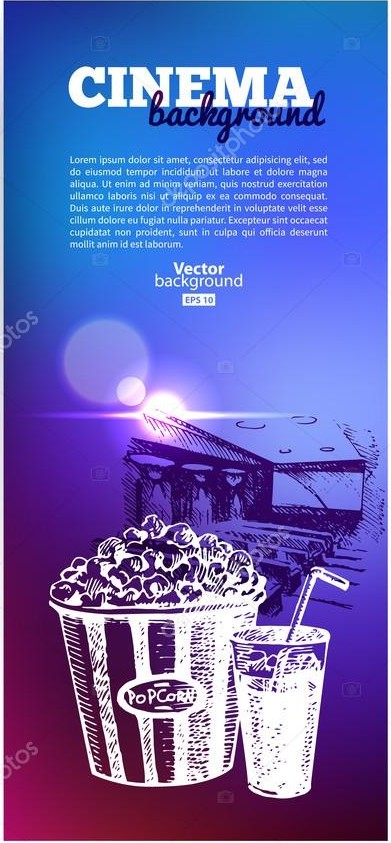 CINEMA
background
Lorem ipsum dolor sit amet, consectetur adipiscing elit, sed
do eiusmod tempor incididunt ut labore et dolore magna
aliqua. Ut enim ad minim veniam, quis nostrud exercitation
ullamco laboris nisi ut aliquip ex ea commodo consequat.
Duis aute irure dolor in reprehenderit in voluptate velit esse
cillum dolore eu fugiat nulla pariatur. Excepteur sint occaecat
cupidatat non proident, sunt in culpa qui officia deserunt
mollit anim id est laborum.
Vector
background
EPS 10
POPCORN